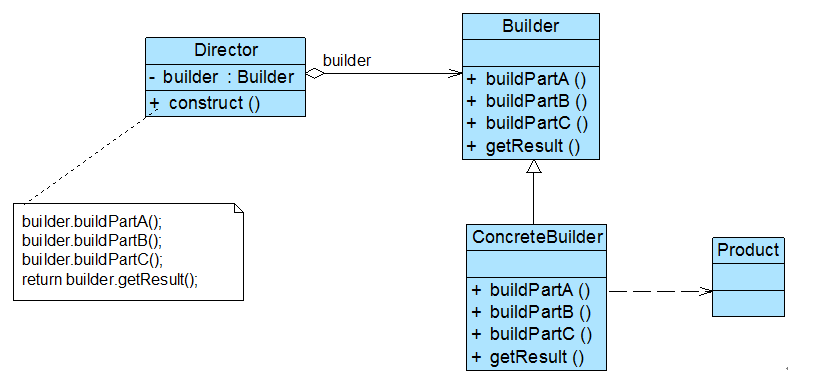 Director
- builder : Builder
+ construct ()
builder
Builder
+ buildPartA ()
+ buildPartB ()
+ buildPartC ()
+ getResult ()
builder.buildPartA();
builder.buildPartB();
builder.buildPartC();
return builder.getResult();
ConcreteBuilder
+ buildPartA ()
+ buildPartB ()
+ buildPartC ()
+ getResult ()
Product